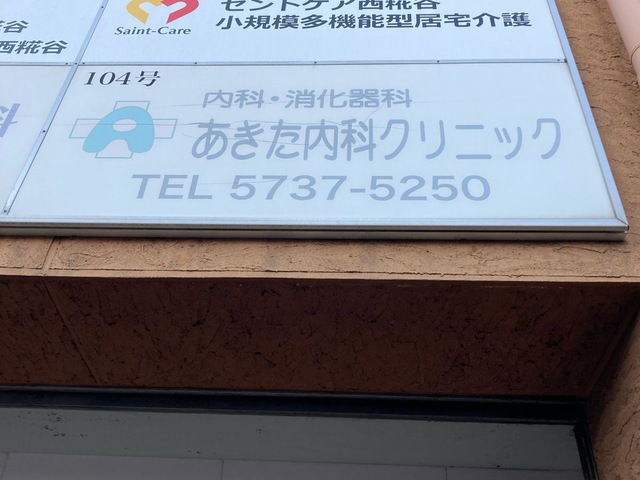 セントケア西糀谷
小規模多機能型居宅介護
Saint-Care
谷
西糀谷
科
104号
内科・消化器科
あきた内科クリニック
TEL 5737-5250